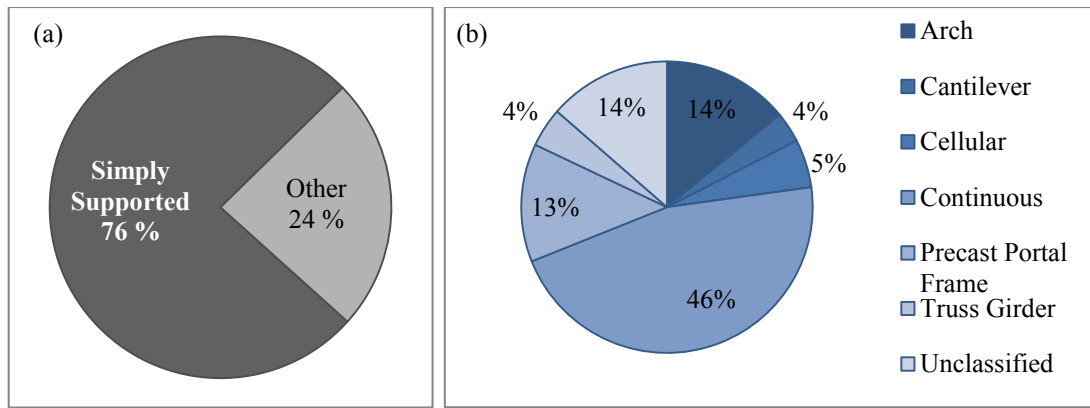 (a)
Simply
Supported
76 %
Other
24 %
(b)
14%
4%
5%
46%
13%
4%
14%
Arch
Cantilever
Cellular
Continuous
Precast Portal
Frame
Truss Girder
Unclassified